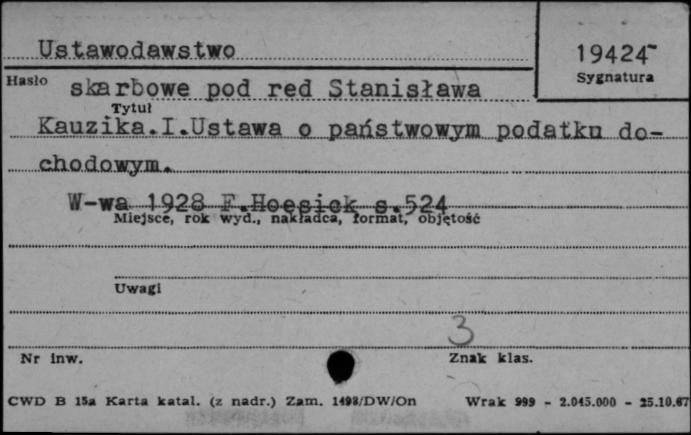 Ustawodawstwo
19424
Sygnatura
Hasło
skarbowe pod red Stanisława
Tytuł
Kauzika.I.Ustawa o państwowym podatku do-
chodowym.
W-wa 1928 F.Hoesick s.524
Miejsce, rok wyd., nakładca, format, objętość
Uwagi
3
Nr inw.
Znak klas.
CWD B 15a Karta katal. (z nadr.) Zam. 1498/DW/On Wrak 999 - 2.045.000 - 25.10.67